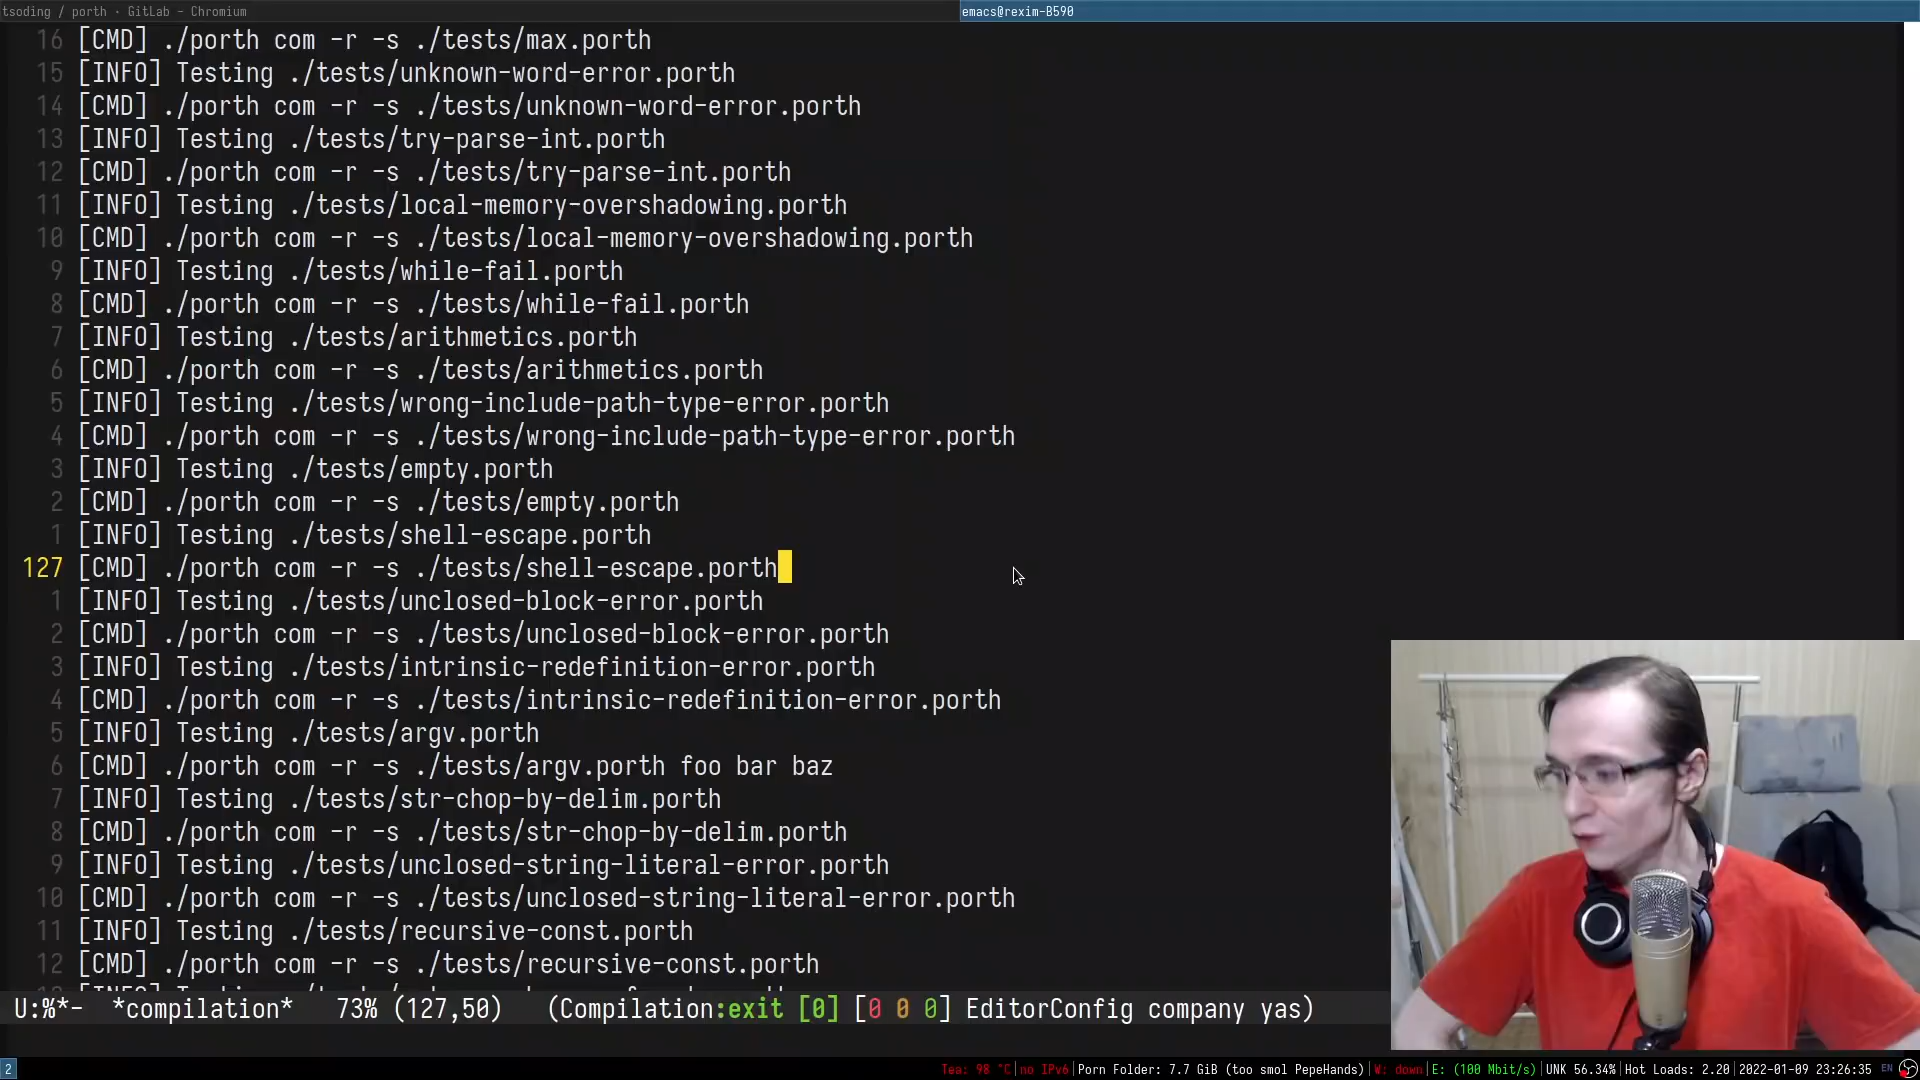 tsoding / porth · GitLab - Chromium
emacs@rexim-B590
16 [CMD] ./porth com -r -s ./tests/max.porth
15 [INFO] Testing ./tests/unknown-word-error.porth
14 [CMD] ./porth com -r -s ./tests/unknown-word-error.porth
13 [INFO] Testing ./tests/try-parse-int.porth
12 [CMD] ./porth com -r -s ./tests/try-parse-int.porth
11 [INFO] Testing ./tests/local-memory-overshadowing.porth
10 [CMD] ./porth com -r -s ./tests/local-memory-overshadowing.porth
9 [INFO] Testing ./tests/while-fail.porth
8 [CMD] ./porth com -r -s ./tests/while-fail.porth
7 [INFO] Testing ./tests/arithmetics.porth
6 [CMD] ./porth com -r -s ./tests/arithmetics.porth
5 [INFO] Testing ./tests/wrong-include-path-type-error.porth
4 [CMD] ./porth com -r -s ./tests/wrong-include-path-type-error.porth
3 [INFO] Testing ./tests/empty.porth
2 [CMD] ./porth com -r -s ./tests/empty.porth
1 [INFO] Testing ./tests/shell-escape.porth
127 [CMD] ./porth com -r -s ./tests/shell-escape.porth
1 [INFO] Testing ./tests/unclosed-block-error.porth
2 [CMD] ./porth com -r -s ./tests/unclosed-block-error.porth
3 [INFO] Testing ./tests/intrinsic-redefinition-error.porth
4 [CMD] ./porth com -r -s ./tests/intrinsic-redefinition-error.porth
5 [INFO] Testing ./tests/argv.porth
6 [CMD] ./porth com -r -s ./tests/argv.porth foo bar baz
7 [INFO] Testing ./tests/str-chop-by-delim.porth
8 [CMD] ./porth com -r -s ./tests/str-chop-by-delim.porth
9 [INFO] Testing ./tests/unclosed-string-literal-error.porth
10 [CMD] ./porth com -r -s ./tests/unclosed-string-literal-error.porth
11 [INFO] Testing ./tests/recursive-const.porth
12 [CMD] ./porth com -r -s ./tests/recursive-const.porth
U:%*- *compilation* 73% (127,50) (Compilation:exit [0] [0 0 0] EditorConfig company yas)
2 Tea: 98 °C|no IPv6|Porn Folder: 7.7 GiB (too smol PepeHands)|W: down|E: (100 Mbit/s)|UNK 56.34%|Hot Loads: 2.20|2022-01-09 23:26:35 EN